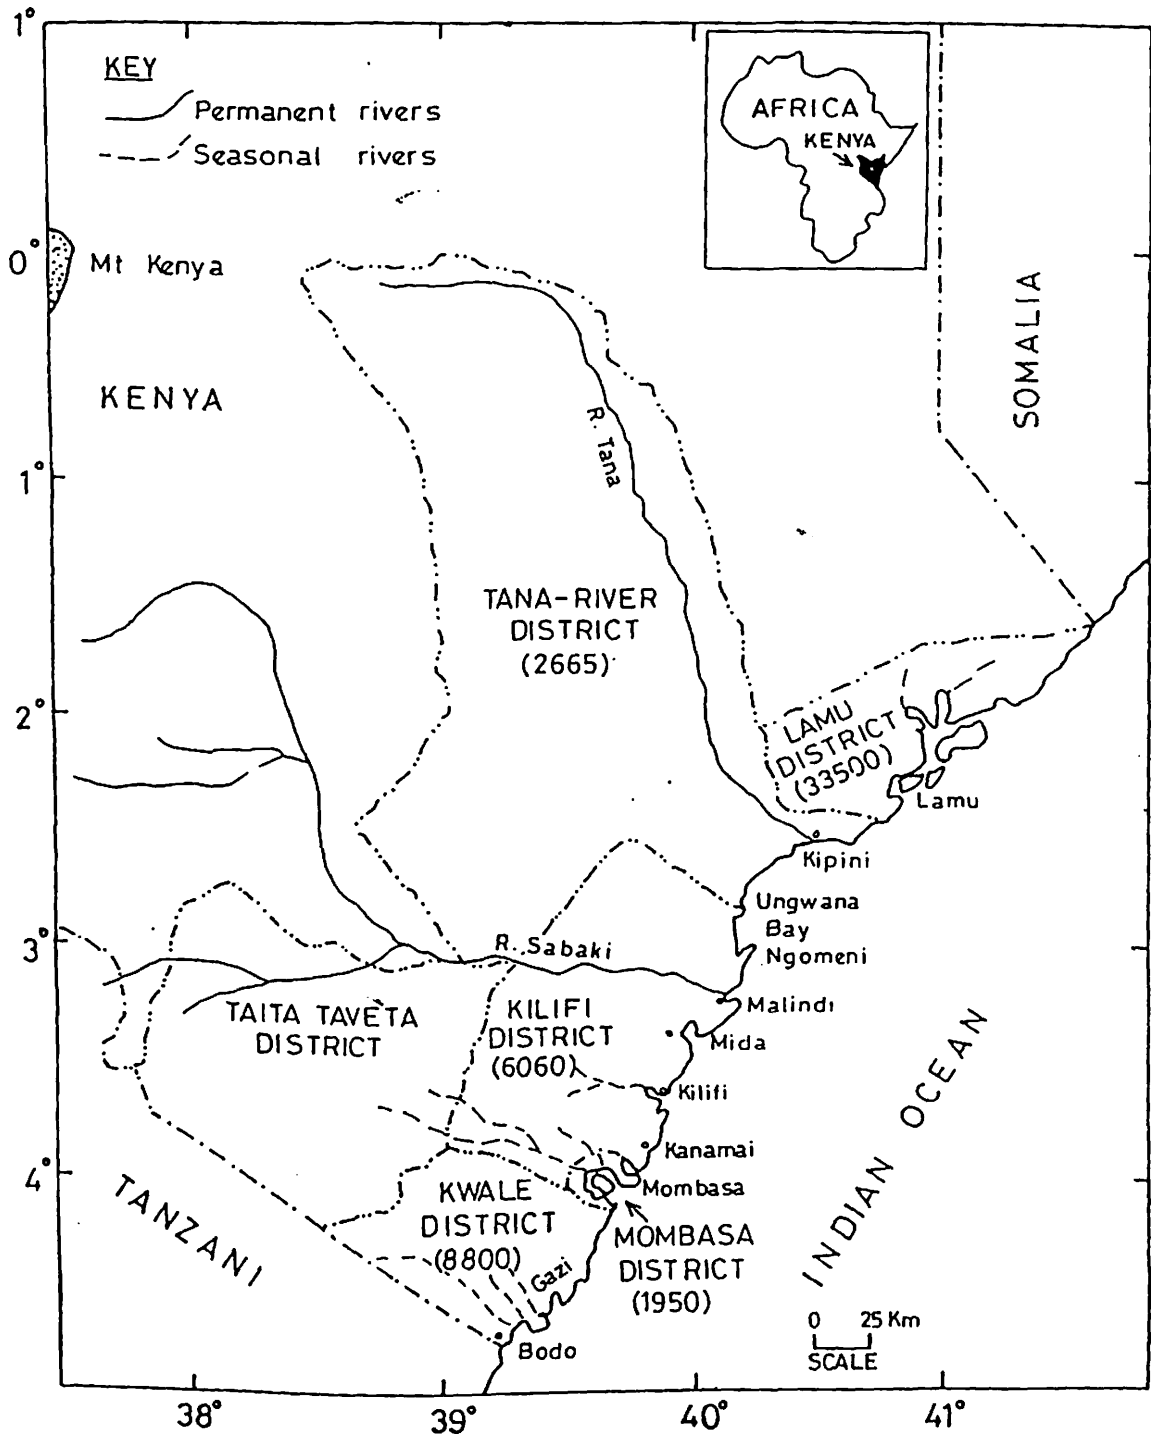 1°
KEY
Permanent rivers
Seasonal rivers
AFRICA
KENYA
0°
Mt Kenya
KENYA
SOMALIA
R. Tana
1°
TANA-RIVER
DISTRICT
(2665)
2°
LAMU
DISTRICT
(33500)
Lamu
Kipini
Ungwana
Bay
Ngomeni
3°
R. Sabaki
Malindi
TAITA TAVETA
DISTRICT
KILIFI
DISTRICT
(6060)
Mida
Kilifi
Kanamai
4°
Mombasa
KWALE
DISTRICT
(8800)
MOMBASA
DISTRICT
(1950)
Gazi
Bodo
TANZANI
INDIAN OCEAN
0 25 Km
SCALE
38°
39°
40°
41°